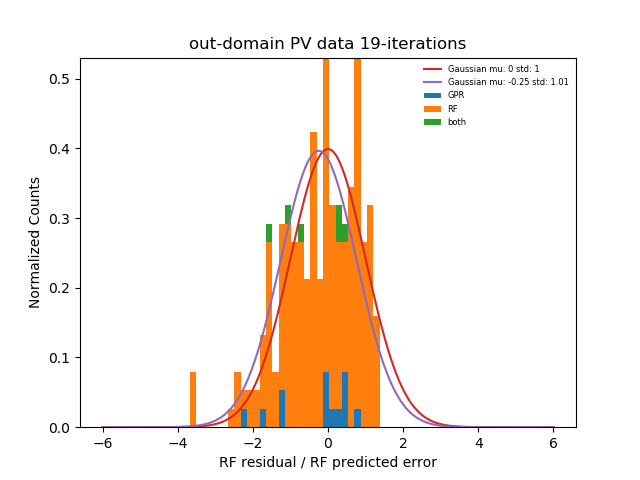 out-domain PV data 19-iterations
Gaussian mu: 0 std: 1
Gaussian mu: -0.25 std: 1.01
GPR
RF
both
Normalized Counts
0.5
0.4
0.3
0.2
0.1
0.0
−6 −4 −2 0 2 4 6
RF residual / RF predicted error